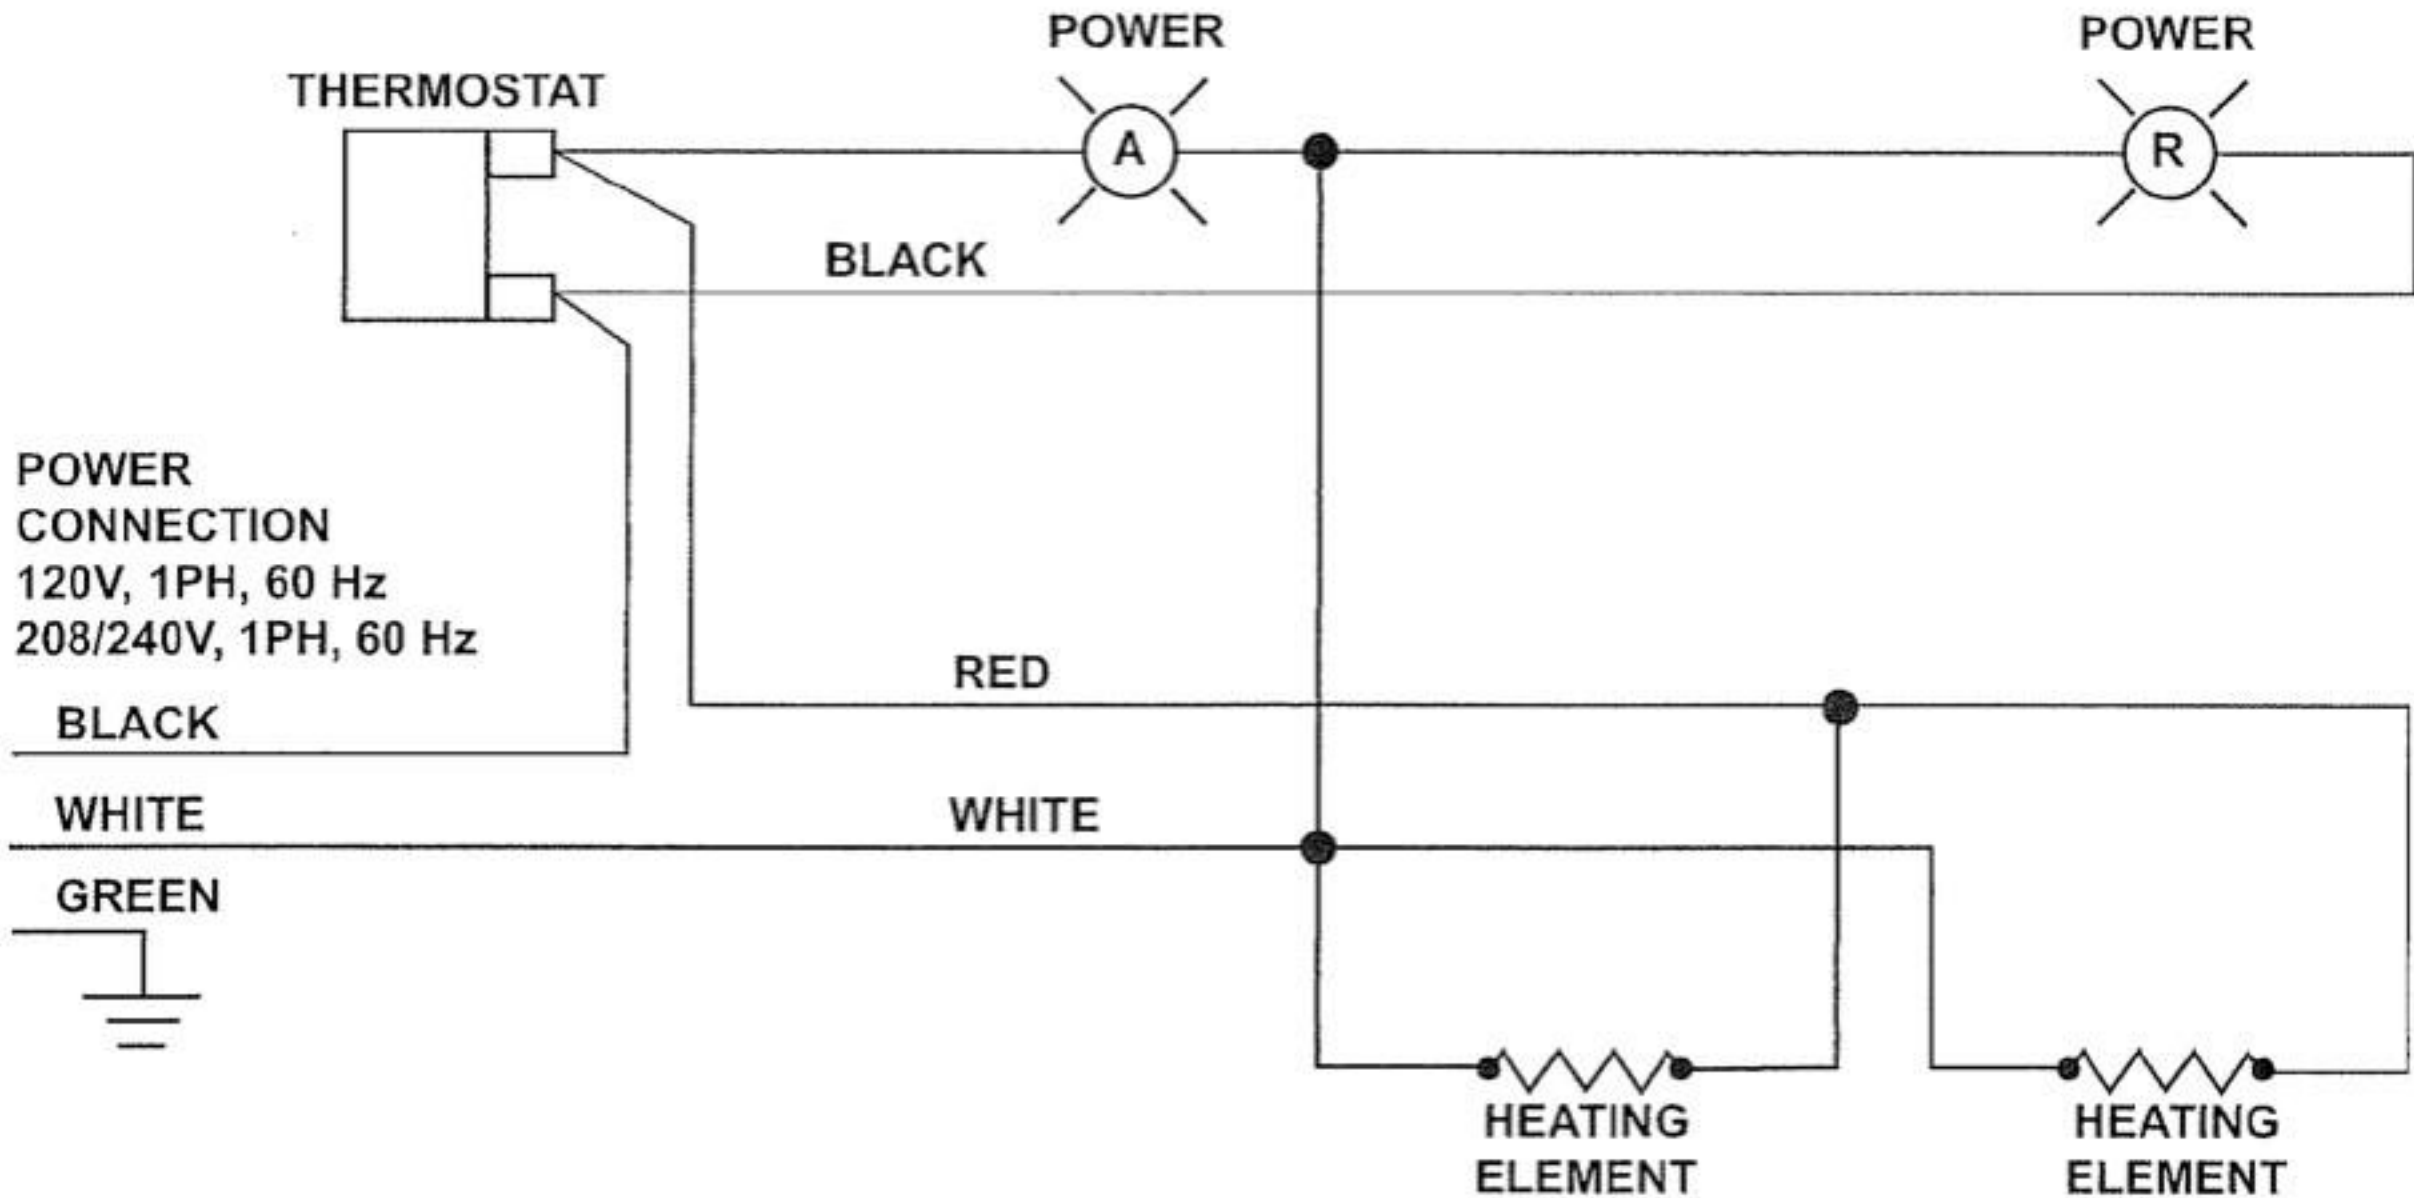 POWER
POWER
THERMOSTAT
A
R
BLACK
POWER
CONNECTION
120V, 1PH, 60 Hz
208/240V, 1PH, 60 Hz
RED
BLACK
WHITE
WHITE
GREEN
HEATING
ELEMENT
HEATING
ELEMENT